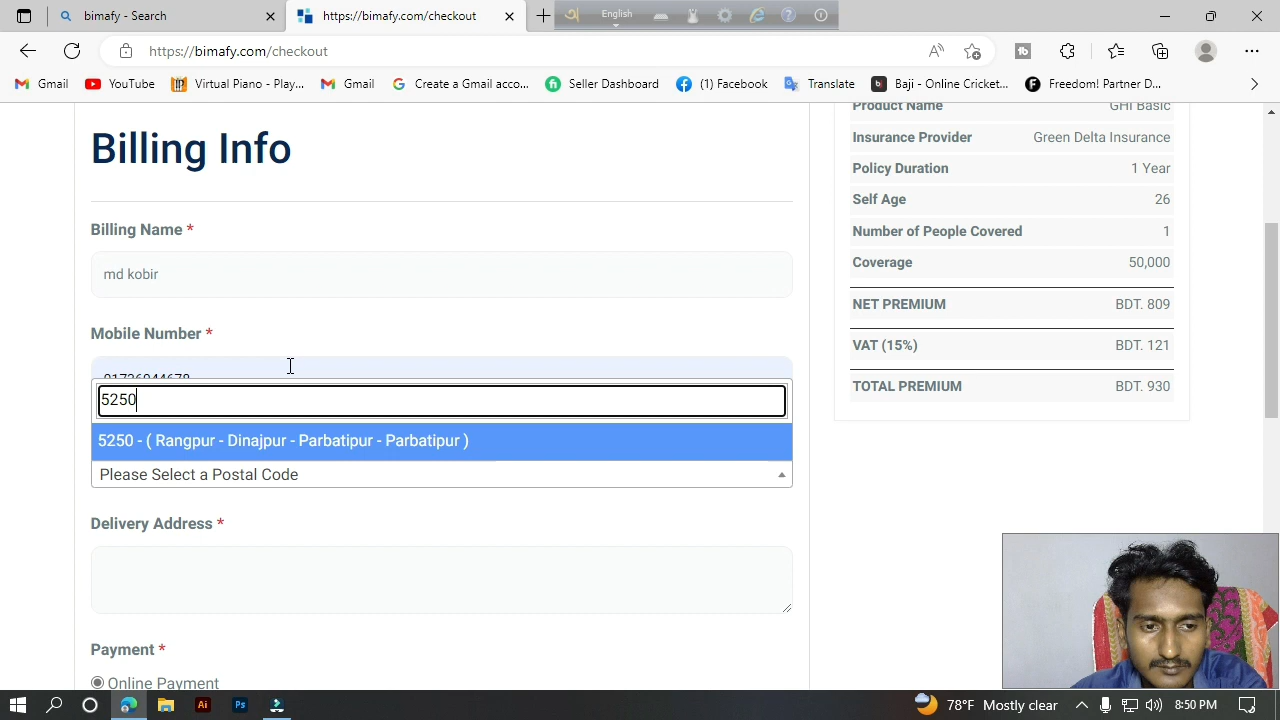 bimafy - Search
https://bimafy.com/checkout
English
https://bimafy.com/checkout
Gmail
YouTube
Virtual Piano - Play...
Gmail
Create a Gmail acco...
Seller Dashboard
(1) Facebook
Translate
Baji - Online Cricket...
Freedom! Partner D...
Billing Info
Billing Name *
md kobir
Mobile Number *
5250
5250 - ( Rangpur - Dinajpur - Parbatipur - Parbatipur )
Please Select a Postal Code
Delivery Address *
Payment *
Online Payment
Product Name GHI Basic
Insurance Provider Green Delta Insurance
Policy Duration 1 Year
Self Age 26
Number of People Covered 1
Coverage 50,000
NET PREMIUM BDT. 809
VAT (15%) BDT. 121
TOTAL PREMIUM BDT. 930
Ai
Ps
78°F Mostly clear
8:50 PM